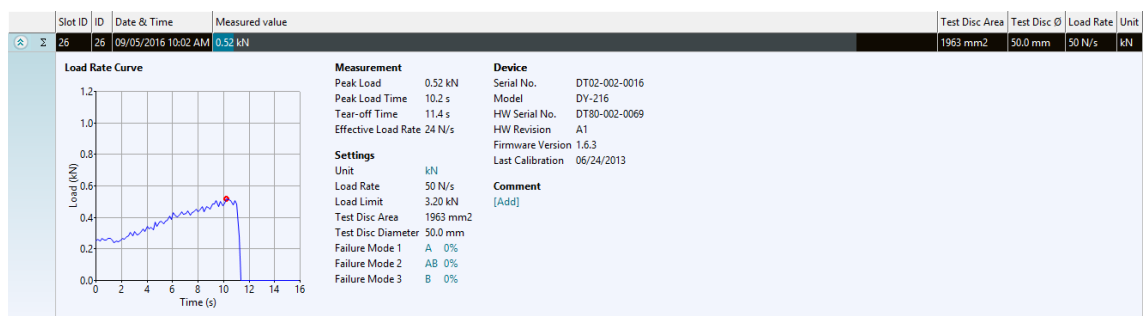 Slot ID ID Date & Time Measured value Test Disc Area Test Disc Ø Load Rate Unit
Σ 26 26 09/05/2016 10:02 AM 0.52 kN 1963 mm2 50.0 mm 50 N/s kN
Load Rate Curve
1.2
1.0
0.8
0.6
0.4
0.2
0.0
Load (kN)
0 2 4 6 8 10 12 14 16
Time (s)
Measurement
Peak Load 0.52 kN
Peak Load Time 10.2 s
Tear-off Time 11.4 s
Effective Load Rate 24 N/s
Settings
Unit kN
Load Rate 50 N/s
Load Limit 3.20 kN
Test Disc Area 1963 mm2
Test Disc Diameter 50.0 mm
Failure Mode 1 A 0%
Failure Mode 2 AB 0%
Failure Mode 3 B 0%
Device
Serial No. DT02-002-0016
Model DY-216
HW Serial No. DT80-002-0069
HW Revision A1
Firmware Version 1.6.3
Last Calibration 06/24/2013
Comment
[Add]